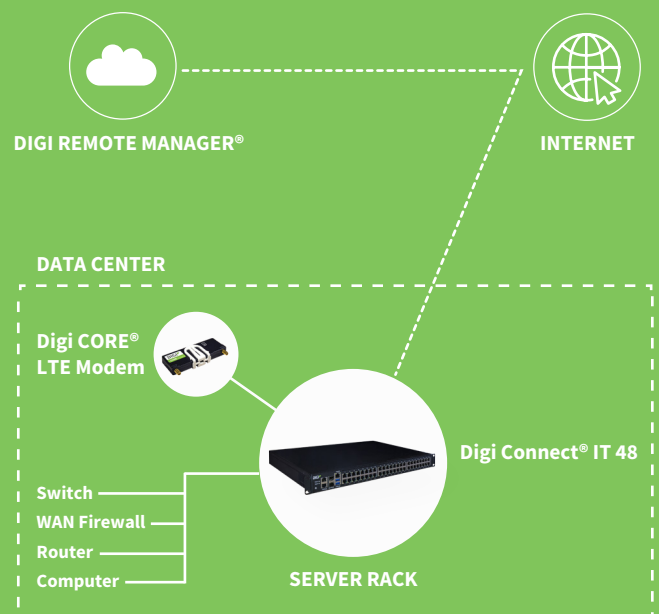 DIGI REMOTE MANAGER®
INTERNET
DATA CENTER
Digi CORE®
LTE Modem
Digi Connect® IT 48
Switch
WAN Firewall
Router
Computer
SERVER RACK